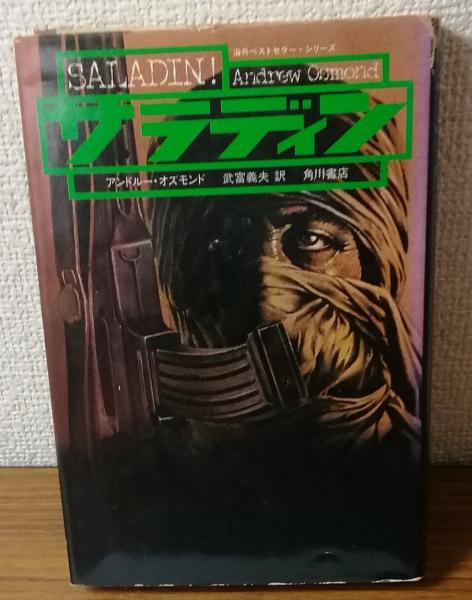 海外ベストセラー・シリーズ
SALADIN! Andrew Osmond
サラディン
アンドルー・オズモンド 武富義夫 訳 角川書店